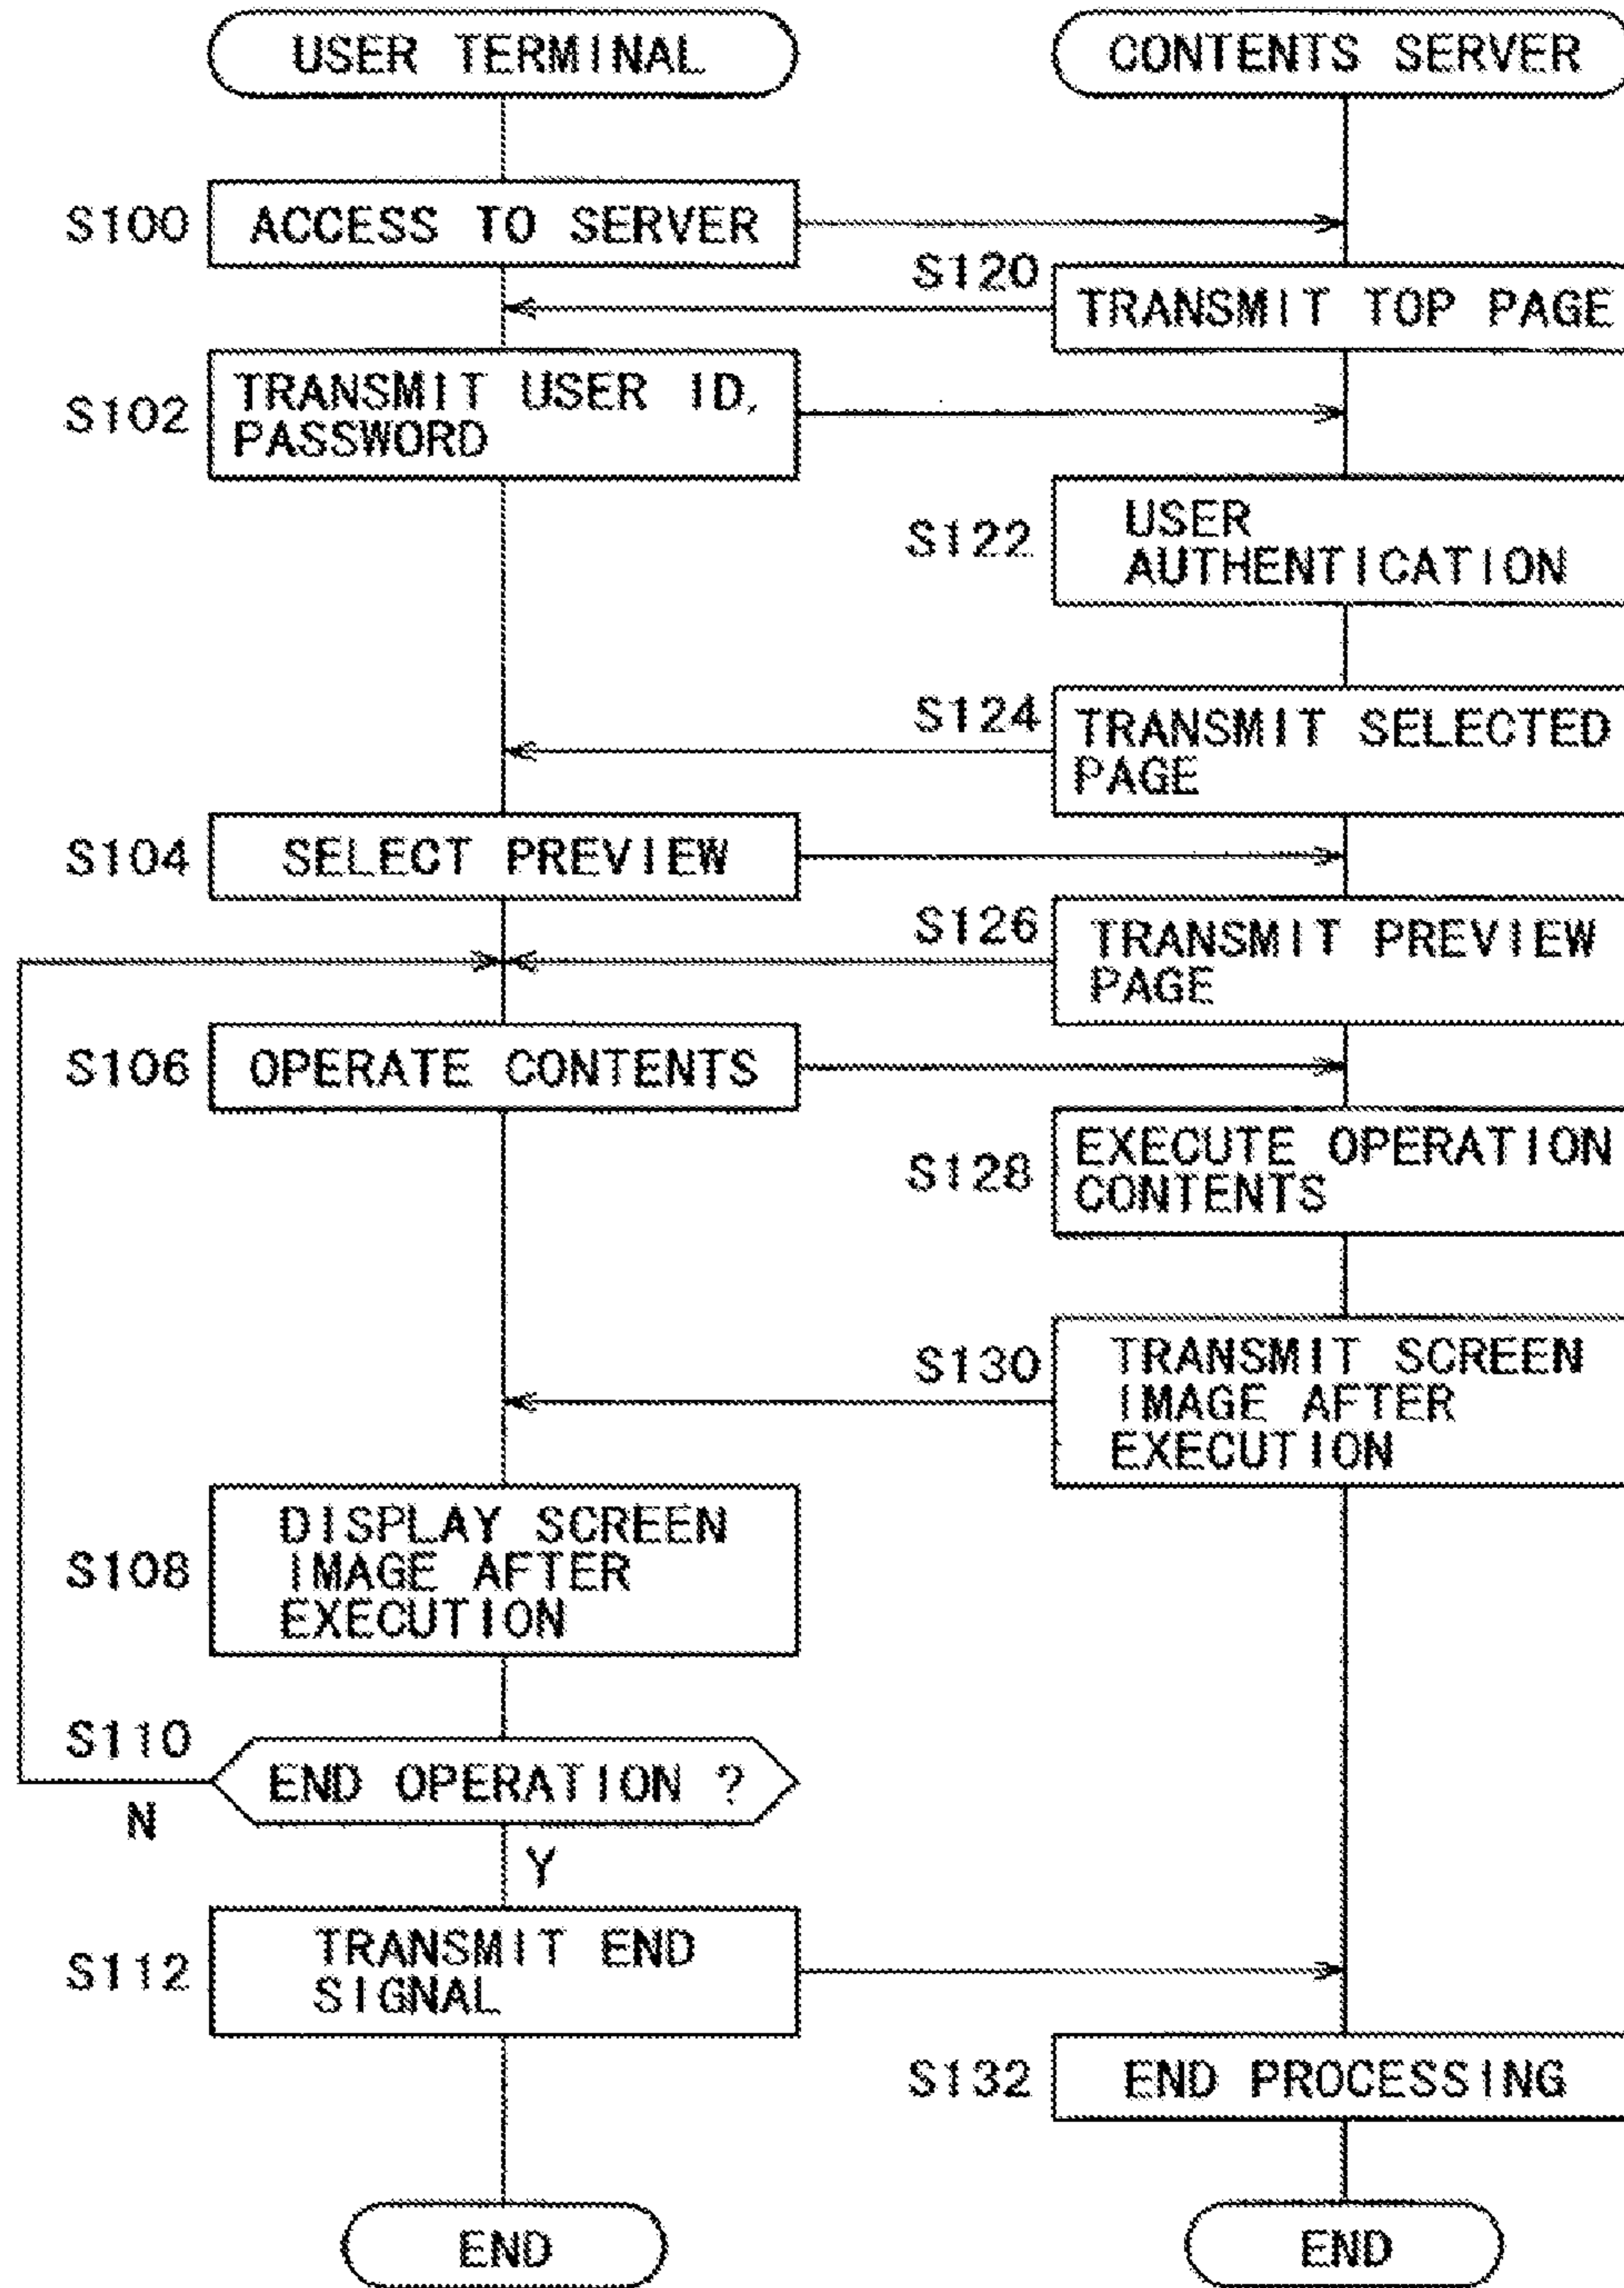 USER TERMINAL
CONTENTS SERVER
S100
ACCESS TO SERVER
S120
TRANSMIT TOP PAGE
S102
TRANSMIT USER ID,
PASSWORD
S122
USER
AUTHENTICATION
S124
TRANSMIT SELECTED
PAGE
S104
SELECT PREVIEW
S126
TRANSMIT PREVIEW
PAGE
S106
OPERATE CONTENTS
S128
EXECUTE OPERATION
CONTENTS
S130
TRANSMIT SCREEN
IMAGE AFTER
EXECUTION
S108
DISPLAY SCREEN
IMAGE AFTER
EXECUTION
S110
END OPERATION ?
N
Y
S112
TRANSMIT END
SIGNAL
S132
END PROCESSING
END
END